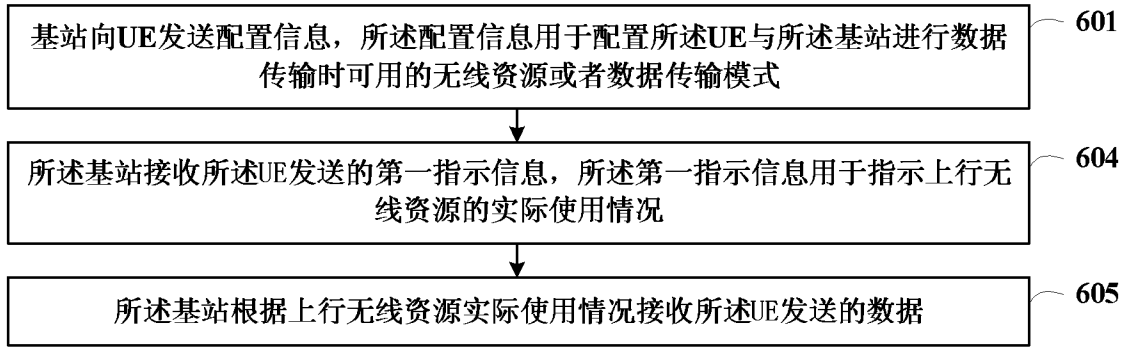 基站向UE发送配置信息，所述配置信息用于配置所述UE与所述基站进行数据
传输时可用的无线资源或者数据传输模式
601
所述基站接收所述UE发送的第一指示信息，所述第一指示信息用于指示上行无
线资源的实际使用情况
604
所述基站根据上行无线资源实际使用情况接收所述UE发送的数据
605